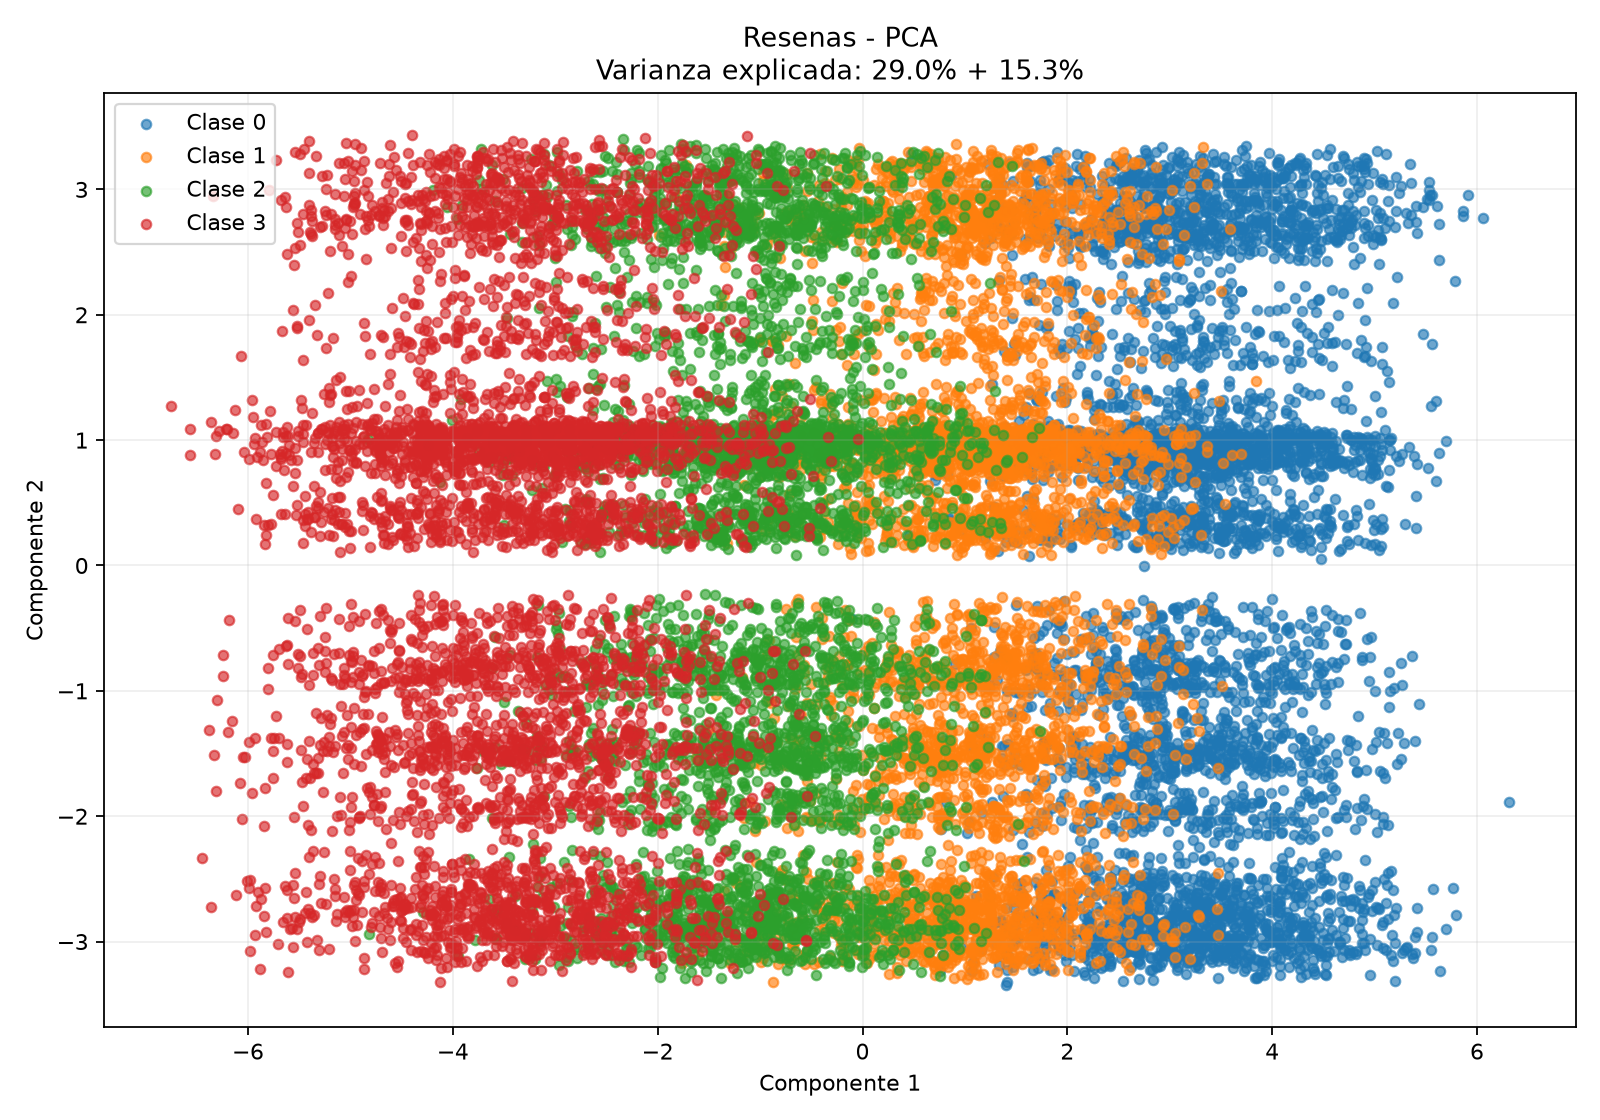 Resenas - PCA
Varianza explicada: 29.0% + 15.3%
Clase 0
Clase 1
Clase 2
Clase 3
3
2
1
0
−1
−2
−3
Componente 2
−6
−4
−2
0
2
4
6
Componente 1